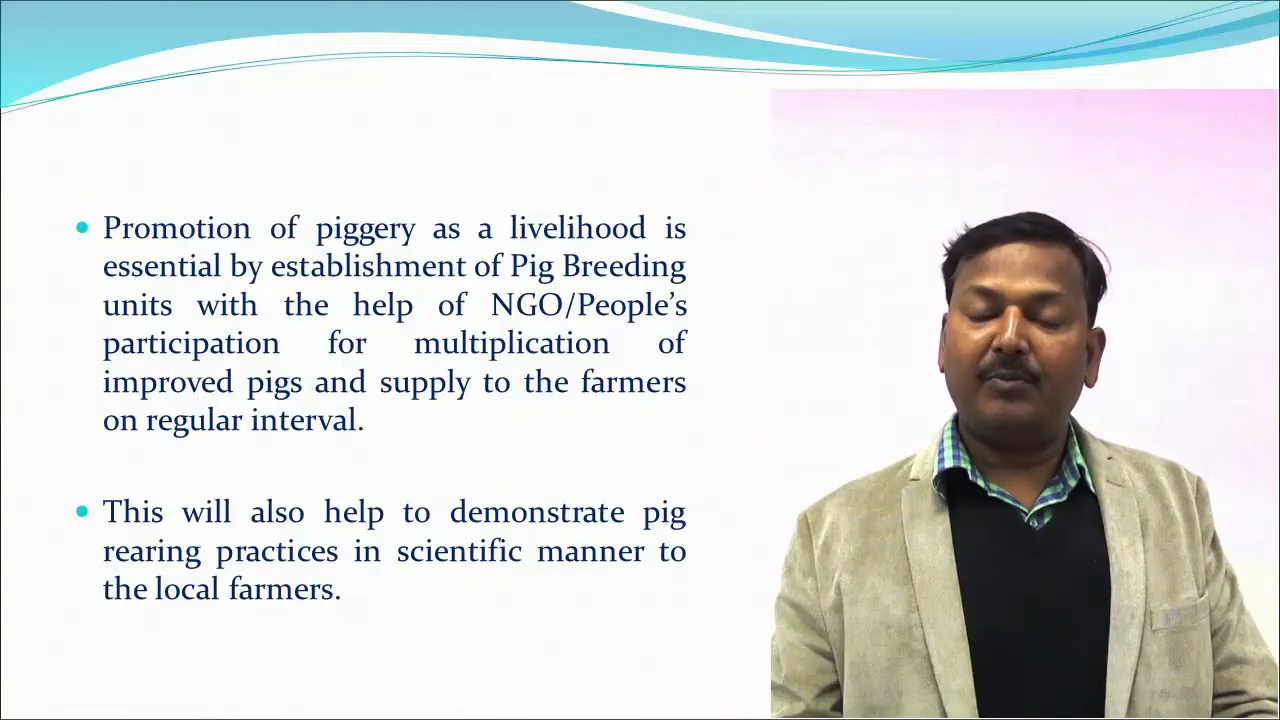 Promotion of piggery as a livelihood is
essential by establishment of Pig Breeding
units with the help of NGO/People’s
participation for multiplication of
improved pigs and supply to the farmers
on regular interval.
This will also help to demonstrate pig
rearing practices in scientific manner to
the local farmers.